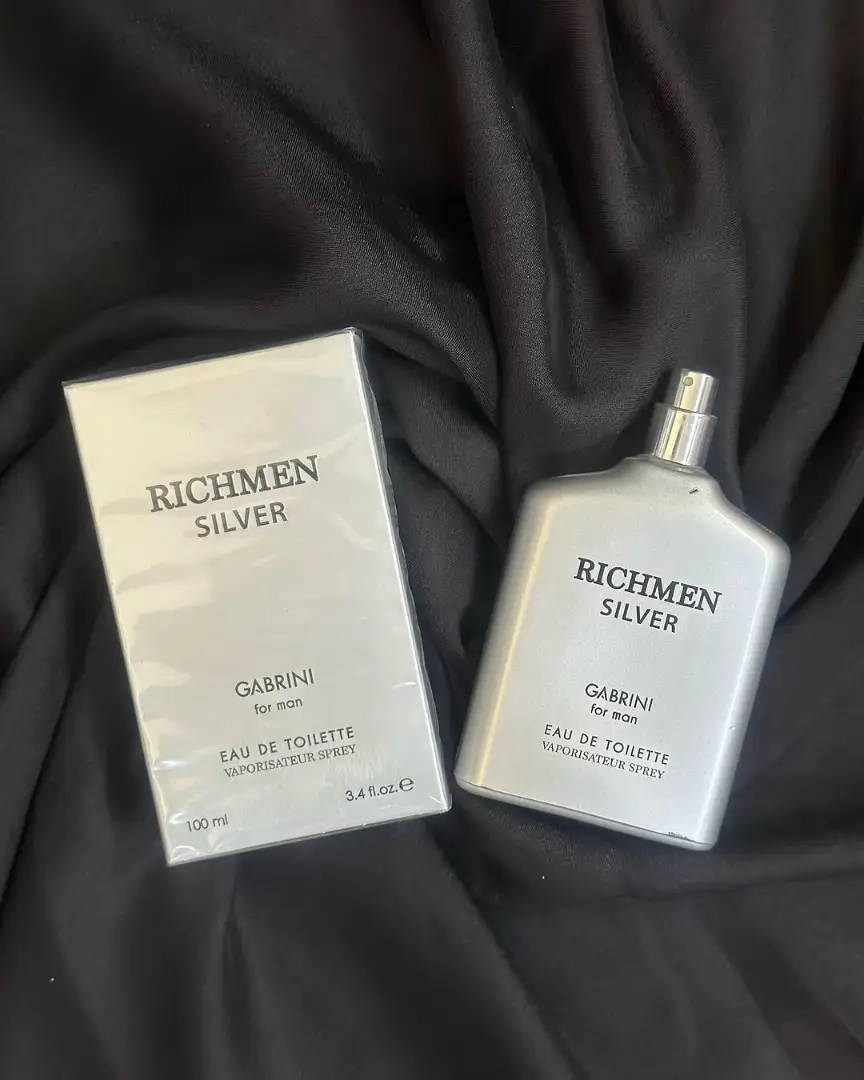 RICHMEN
SILVER
GABRINI
for man
EAU DE TOILETTE
VAPORISATEUR SPREY
3.4 fl.oz.℮
100 ml
RICHMEN
SILVER
GABRINI
for man
EAU DE TOILETTE
VAPORISATEUR SPREY